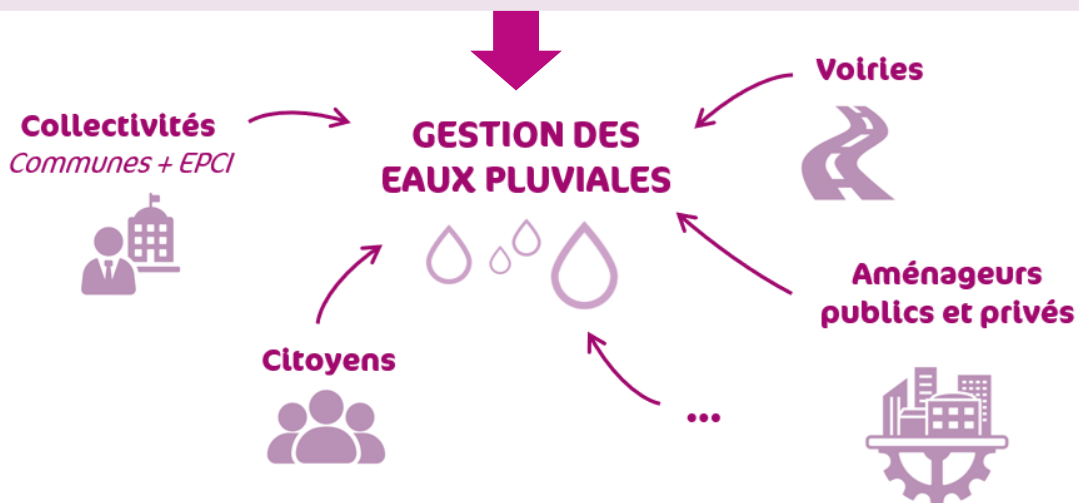 Voiries
Collectivités
Communes + EPCI
GESTION DES
EAUX PLUVIALES
Aménageurs
publics et privés
Citoyens
...